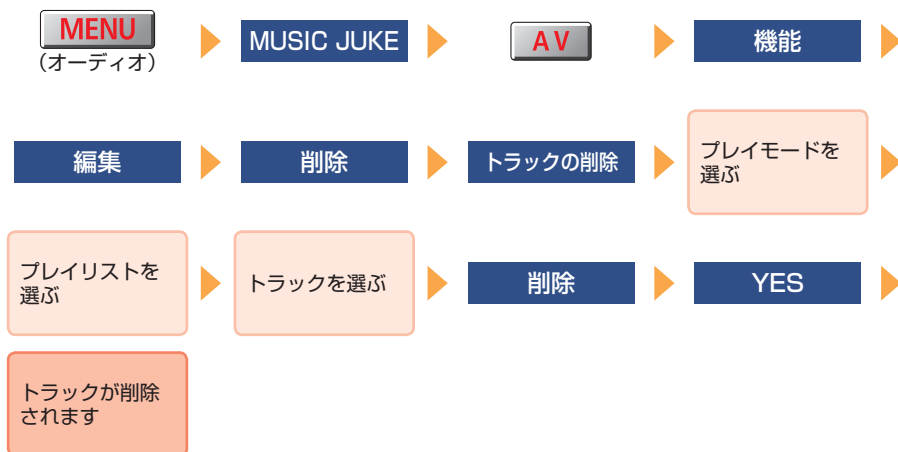 MENU
(オーディオ)
MUSIC JUKE
AV
機能
編集
削除
トラックの削除
プレイモードを
選ぶ
プレイリストを
選ぶ
トラックを選ぶ
削除
YES
トラックが削除
されます